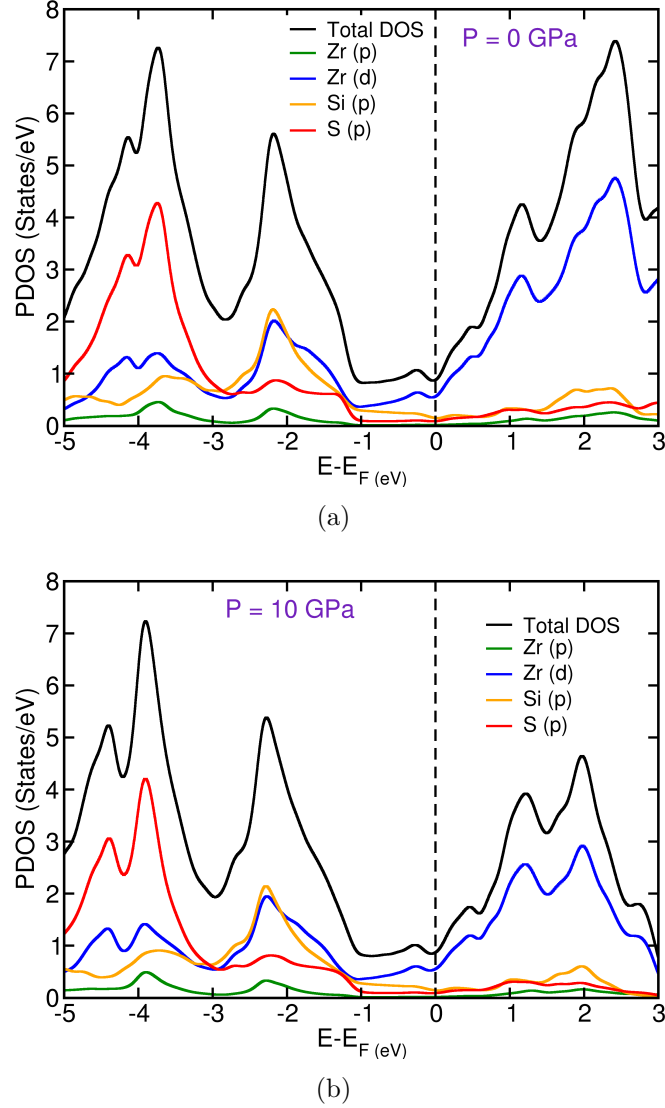 8
7
6
5
4
3
2
1
0
PDOS (States/eV)
Total DOS
Zr (p)
Zr (d)
Si (p)
S (p)
P = 0 GPa
-5 -4 -3 -2 -1 0 1 2 3
E-E_F (eV)
(a)
8
7
6
5
4
3
2
1
0
PDOS (States/eV)
P = 10 GPa
Total DOS
Zr (p)
Zr (d)
Si (p)
S (p)
-5 -4 -3 -2 -1 0 1 2 3
E-E_F (eV)
(b)